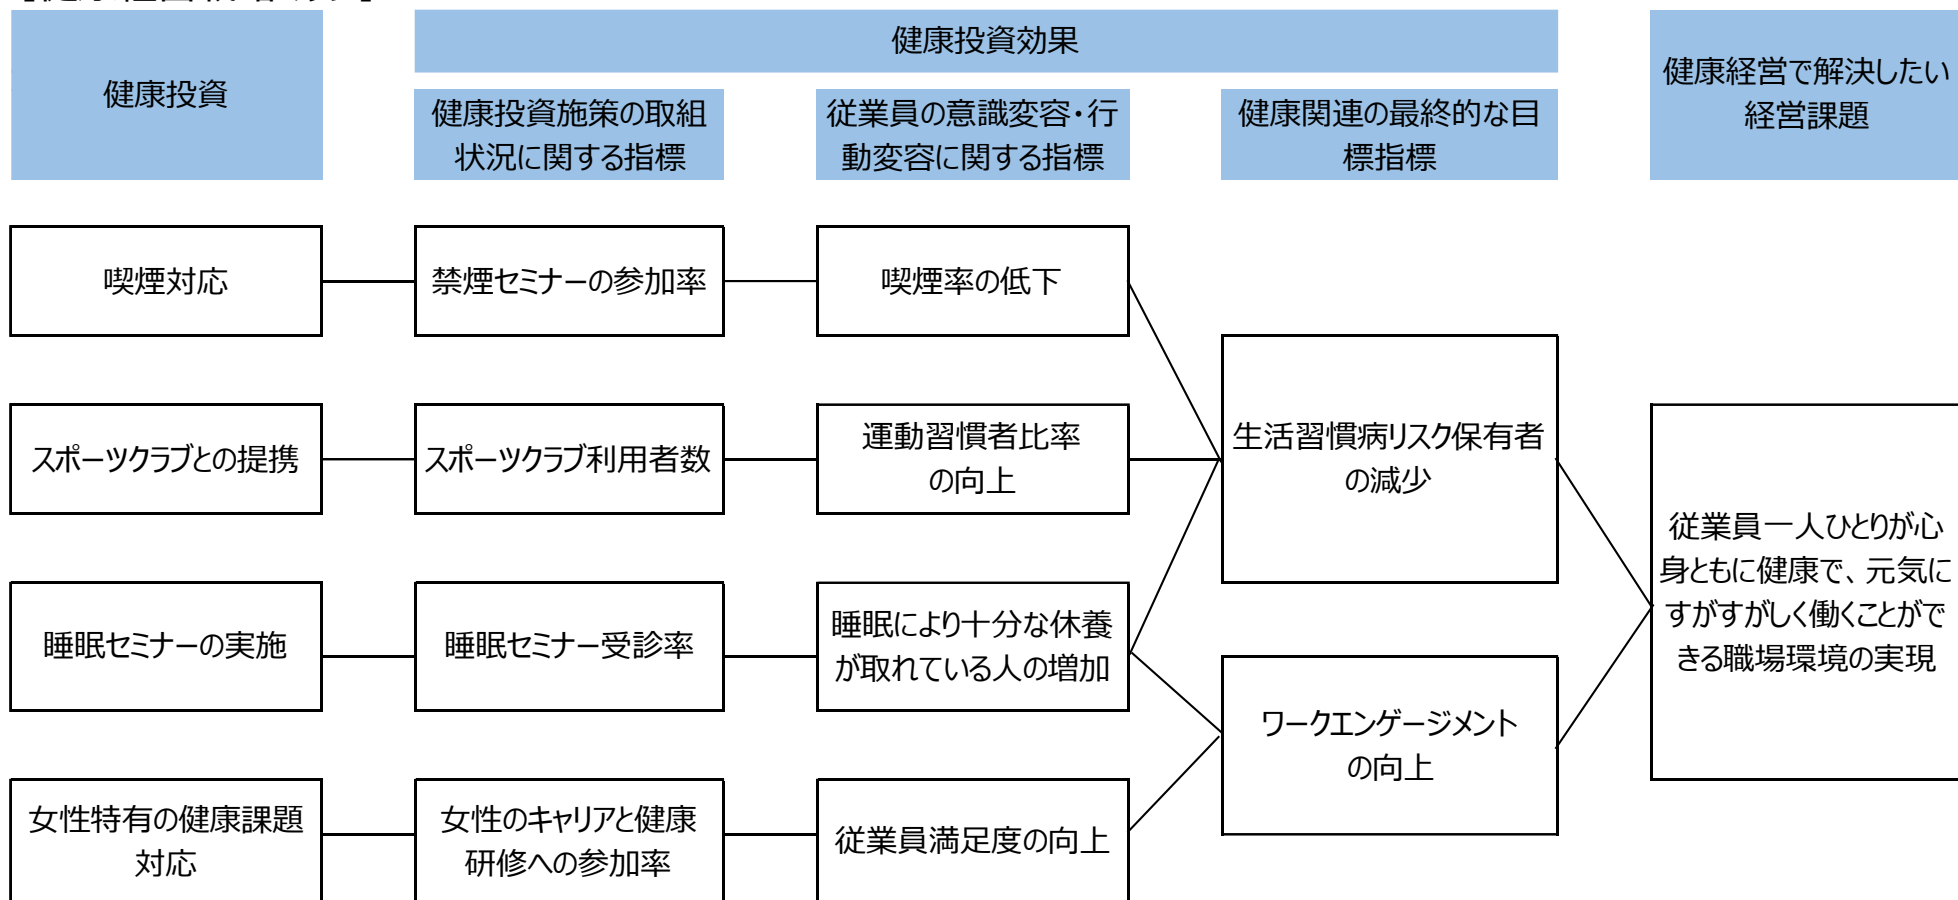 健康投資
健康投資効果
健康経営で解決したい
経営課題
健康投資施策の取組
状況に関する指標
従業員の意識変容・行
動変容に関する指標
健康関連の最終的な目
標指標
喫煙対応
禁煙セミナーの参加率
喫煙率の低下
スポーツクラブとの提携
スポーツクラブ利用者数
運動習慣者比率
の向上
生活習慣病リスク保有者
の減少
睡眠セミナーの実施
睡眠セミナー受診率
睡眠により十分な休養
が取れている人の増加
従業員一人ひとりが心
身ともに健康で、元気に
すがすがしく働くことがで
きる職場環境の実現
ワークエンゲージメント
の向上
女性特有の健康課題
対応
女性のキャリアと健康
研修への参加率
従業員満足度の向上